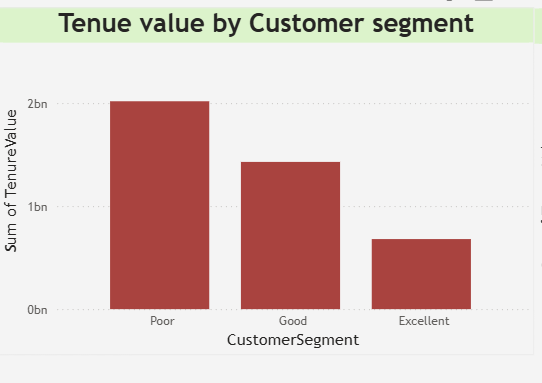 Tenue value by Customer segment
Sum of TenureValue
2bn
1bn
0bn
Poor
Good
Excellent
CustomerSegment